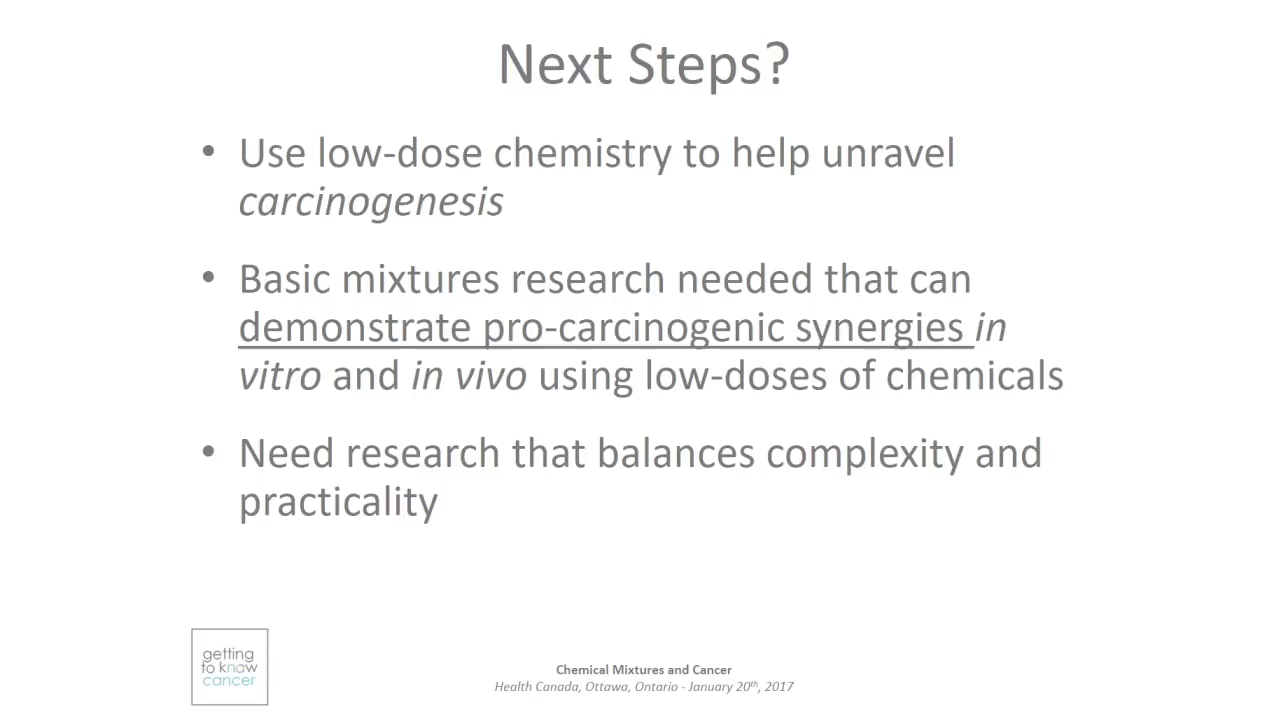 Next Steps?
• Use low-dose chemistry to help unravel
carcinogenesis
• Basic mixtures research needed that can
demonstrate pro-carcinogenic synergies in
vitro and in vivo using low-doses of chemicals
• Need research that balances complexity and
practicality
getting
to know
cancer
Chemical Mixtures and Cancer
Health Canada, Ottawa, Ontario - January 20th, 2017